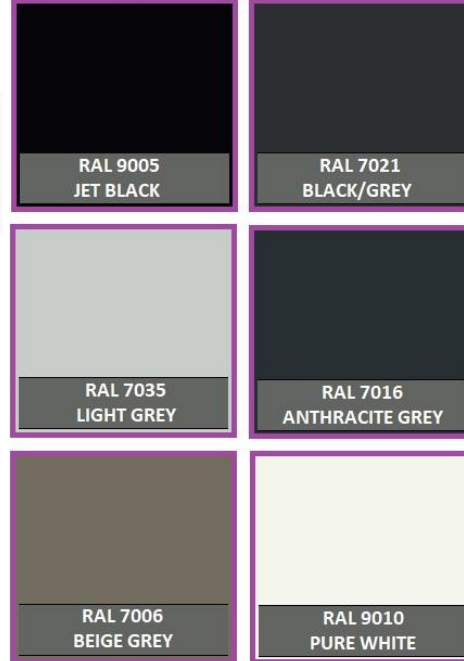 RAL 9005
JET BLACK
RAL 7021
BLACK/GREY
RAL 7035
LIGHT GREY
RAL 7016
ANTHRACITE GREY
RAL 7006
BEIGE GREY
RAL 9010
PURE WHITE